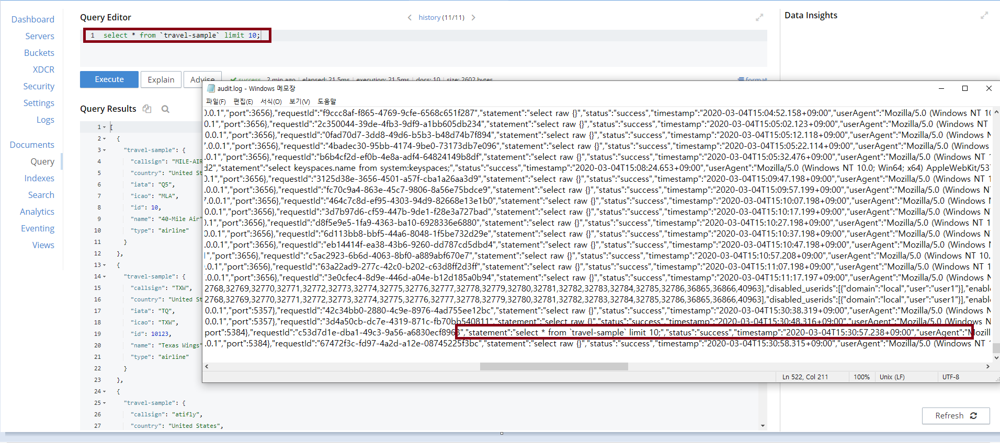 Dashboard
Servers
Buckets
XDCR
Security
Settings
Logs
Documents
Query
Indexes
Search
Analytics
Eventing
Views
Query Editor
history (11/11)
1 select * from `travel-sample` limit 10;
Execute
Explain
Advise
success 2 min ago | elapsed: 21.5ms | execution: 21.5ms | docs: 10 | size: 2602 bytes
format
Data Insights
Query Results
1 [
2 {
3 "travel-sample": {
4 "callsign": "MILE-AIR
5 "country": "United St
6 "iata": "Q5",
7 "icao": "MLA",
8 "id": 10,
9 "name": "40-Mile Air"
10 "type": "airline"
11 }
12 },
13 {
14 "travel-sample": {
15 "callsign": "TXW",
16 "country": "United St
17 "iata": "TQ",
18 "icao": "TXW",
19 "id": 10123,
20 "name": "Texas Wings"
21 "type": "airline"
22 }
23 },
24 {
25 "travel-sample": {
26 "callsign": "atifly",
27 "country": "United States",
audit.log - Windows 메모장
파일(F) 편집(E) 서식(O) 보기(V) 도움말
0.0.1","port":3656},"requestId":"f9ccc8af-f865-4769-9cfe-6568c651f287","statement":"select raw {}","status":"success","timestamp":"2020-03-04T15:04:52.158+09:00","userAgent":"Mozilla/5.0 (Windows NT 10
0.1","port":3656},"requestId":"2c350044-39de-4fb3-9df9-a1bb605db234","statement":"select raw {}","status":"success","timestamp":"2020-03-04T15:05:02.123+09:00","userAgent":"Mozilla/5.0 (Windows NT
.0.0.1","port":3656},"requestId":"0fad70d7-3dd8-49d6-b5b3-b48d74b7f894","statement":"select raw {}","status":"success","timestamp":"2020-03-04T15:05:12.118+09:00","userAgent":"Mozilla/5.0 (Windows N
7.0.0.1","port":3656},"requestId":"4badec30-95bb-4174-9be0-73173db7e096","statement":"select raw {}","status":"success","timestamp":"2020-03-04T15:05:22.114+09:00","userAgent":"Mozilla/5.0 (Windows
.0.1","port":3656},"requestId":"b6b4cf2d-ef0b-4e8a-adf4-64824149b8df","statement":"select raw {}","status":"success","timestamp":"2020-03-04T15:05:32.476+09:00","userAgent":"Mozilla/5.0 (Windows NT 1
d2","statement":"select keyspaces.name from system:keyspaces;","status":"success","timestamp":"2020-03-04T15:08:24.653+09:00","userAgent":"Mozilla/5.0 (Windows NT 10.0; Win64; x64) AppleWebKit/537
0.1","port":3656},"requestId":"3125d38e-3656-4501-a57f-cba1a26aa3d9","statement":"select raw {}","status":"success","timestamp":"2020-03-04T15:09:47.198+09:00","userAgent":"Mozilla/5.0 (Windows NT 1
.0.0.1","port":3656},"requestId":"fc70c9a4-863e-45c7-9806-8a56e75bdce9","statement":"select raw {}","status":"success","timestamp":"2020-03-04T15:09:57.199+09:00","userAgent":"Mozilla/5.0 (Windows N
7.0.0.1","port":3656},"requestId":"464c7c8d-ef95-4303-94d9-82668e13e1b0","statement":"select raw {}","status":"success","timestamp":"2020-03-04T15:10:07.198+09:00","userAgent":"Mozilla/5.0 (Windows
0.0.1","port":3656},"requestId":"3d7b97d6-cf59-447b-9de1-f28e3a727bad","statement":"select raw {}","status":"success","timestamp":"2020-03-04T15:10:17.199+09:00","userAgent":"Mozilla/5.0 (Windows N
0.1","port":3656},"requestId":"d8f5e9e5-1fa9-4363-ba10-6928336e6880","statement":"select raw {}","status":"success","timestamp":"2020-03-04T15:10:27.198+09:00","userAgent":"Mozilla/5.0 (Windows NT 1
0.0.1","port":3656},"requestId":"6d113bb8-bbf5-44a6-8048-1f5be732d29e","statement":"select raw {}","status":"success","timestamp":"2020-03-04T15:10:37.198+09:00","userAgent":"Mozilla/5.0 (Windows NT
.0.0.1","port":3656},"requestId":"eb14414f-ea38-43b6-9260-dd787cd5dbd4","statement":"select raw {}","status":"success","timestamp":"2020-03-04T15:10:47.198+09:00","userAgent":"Mozilla/5.0 (Windows N
1","port":3656},"requestId":"c5ac2923-6b6d-4063-8bf0-a889abf670e7","statement":"select raw {}","status":"success","timestamp":"2020-03-04T15:10:57.208+09:00","userAgent":"Mozilla/5.0 (Windows NT 10.
.0.0.1","port":3656},"requestId":"63a22ad9-277c-42c0-b202-c63d8ff2d3ff","statement":"select raw {}","status":"success","timestamp":"2020-03-04T15:11:07.198+09:00","userAgent":"Mozilla/5.0 (Windows NT 1
7.0.0.1","port":3656},"requestId":"3e0cfec4-8d9e-446d-a04e-b12d185a0b94","statement":"select raw {}","status":"success","timestamp":"2020-03-04T15:11:17.197+09:00","userAgent":"Mozilla/5.0 (Windows
2768,32769,32770,32771,32772,32773,32774,32775,32776,32777,32778,32779,32780,32781,32782,32783,32784,32785,32786,36865,36866,40963],"disabled_userids":[{"domain":"local","user":"user1"}],"enabl
2768,32769,32770,32771,32772,32773,32774,32775,32776,32777,32778,32779,32780,32781,32782,32783,32784,32785,32786,36865,36866,40963],"disabled_userids":[{"domain":"local","user":"user1"}],"enabl
0.0.1","port":5357},"requestId":"42c34bb0-2880-4c9e-8976-4ad755ee12bc","statement":"select raw {}","status":"success","timestamp":"2020-03-04T15:30:38.319+09:00","userAgent":"Mozilla/5.0 (Windows N
0.0.1","port":5357},"requestId":"3d4a50cb-dc7e-4319-871c-fb70bb540811","statement":"select raw {}","status":"success","timestamp":"2020-03-04T15:30:48.316+09:00","userAgent":"Mozilla/5.0 (Windows N
port":5384},"requestId":"c53d7d1e-dba1-49c3-9a56-a6830ecf8963","statement":"select * from `travel-sample` limit 10;","status":"success","timestamp":"2020-03-04T15:30:57.238+09:00","userAgent":"Mozilla
.0.1","port":5384},"requestId":"67472f3c-fd97-4a2d-a12e-08745225f3bc","statement":"select raw {}","status":"success","timestamp":"2020-03-04T15:30:58.315+09:00","userAgent":"Mozilla/5.0 (Windows NT 1
Ln 522, Col 211
100%
Unix (LF)
UTF-8
Refresh